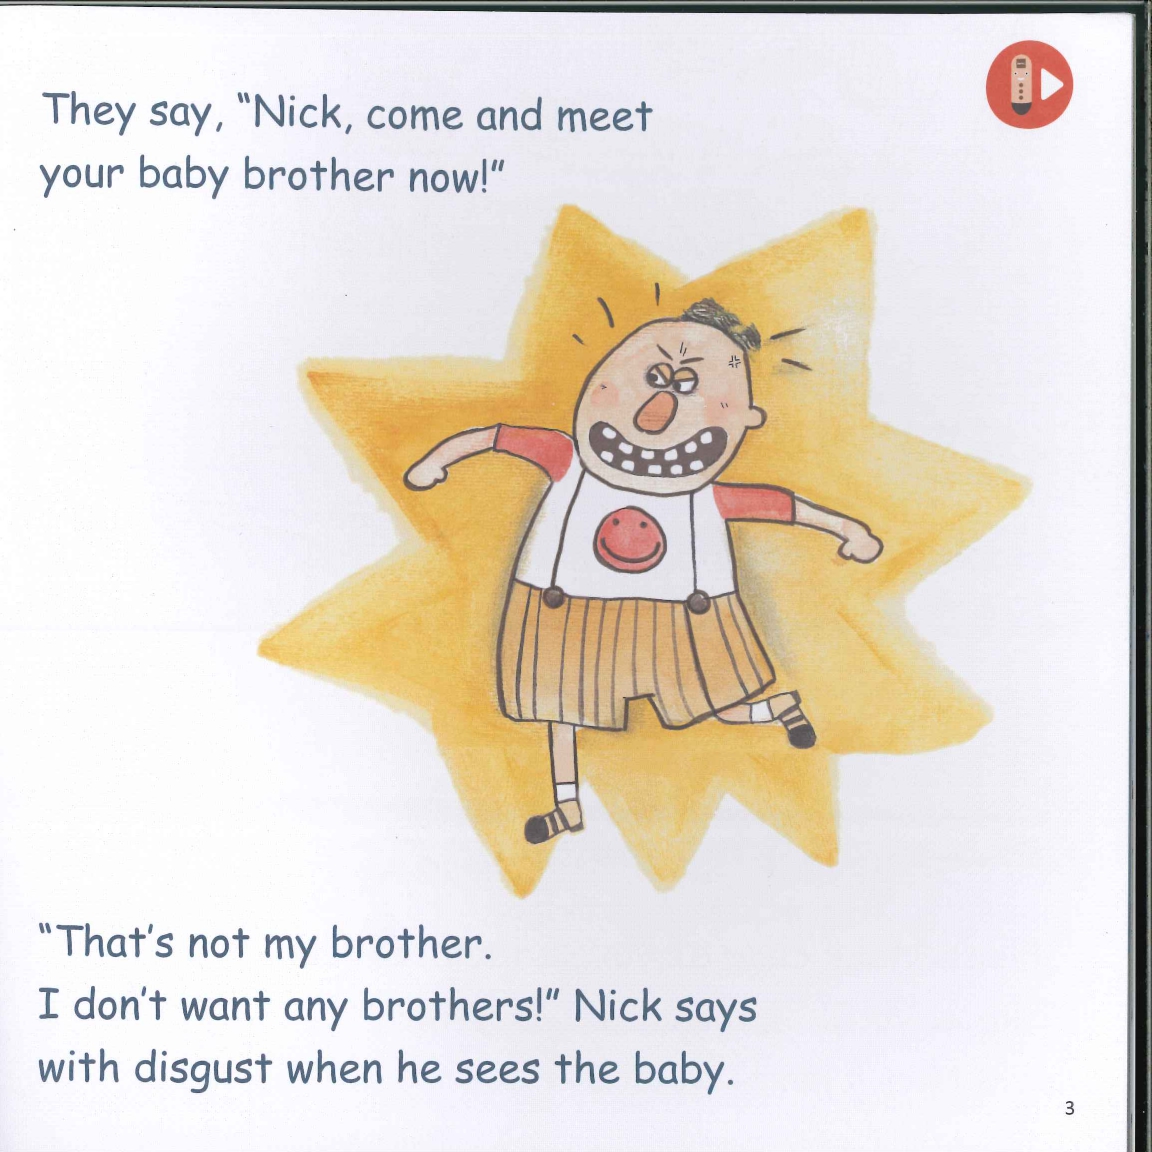 They say, “Nick, come and meet
your baby brother now!”
“That’s not my brother.
I don’t want any brothers!” Nick says
with disgust when he sees the baby.
3